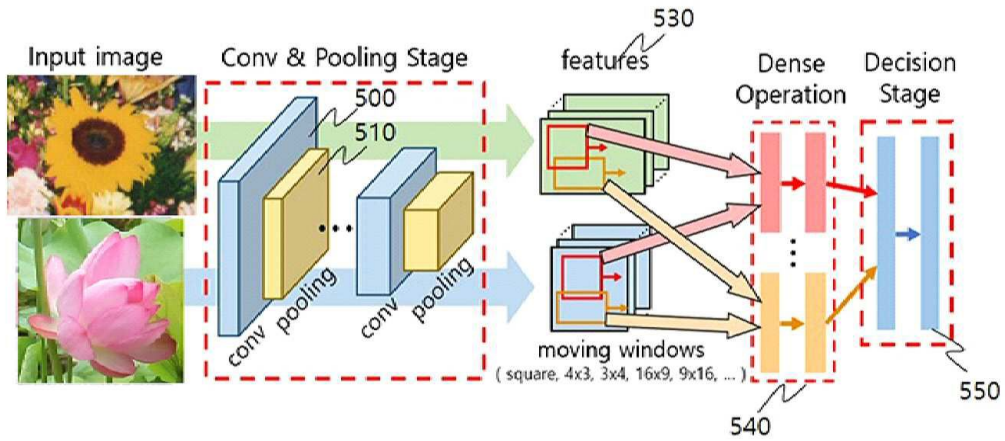 530
Input image
Conv & Pooling Stage
features
Dense
Operation
Decision
Stage
500
510
conv
pooling
conv
pooling
moving windows
( square, 4x3, 3x4, 16x9, 9x16, ... )
540
550